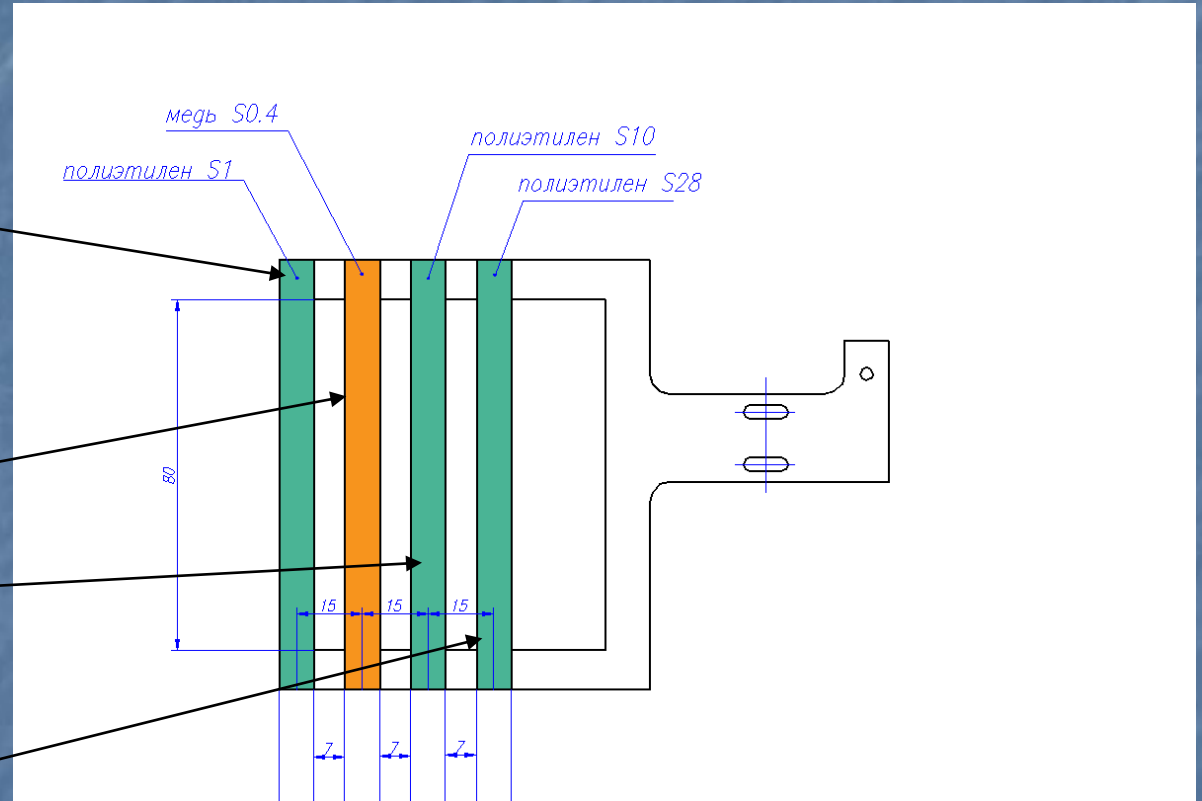 медь S0.4
полиэтилен S10
полиэтилен S1
полиэтилен S28
80
15 15 15
7 7 7